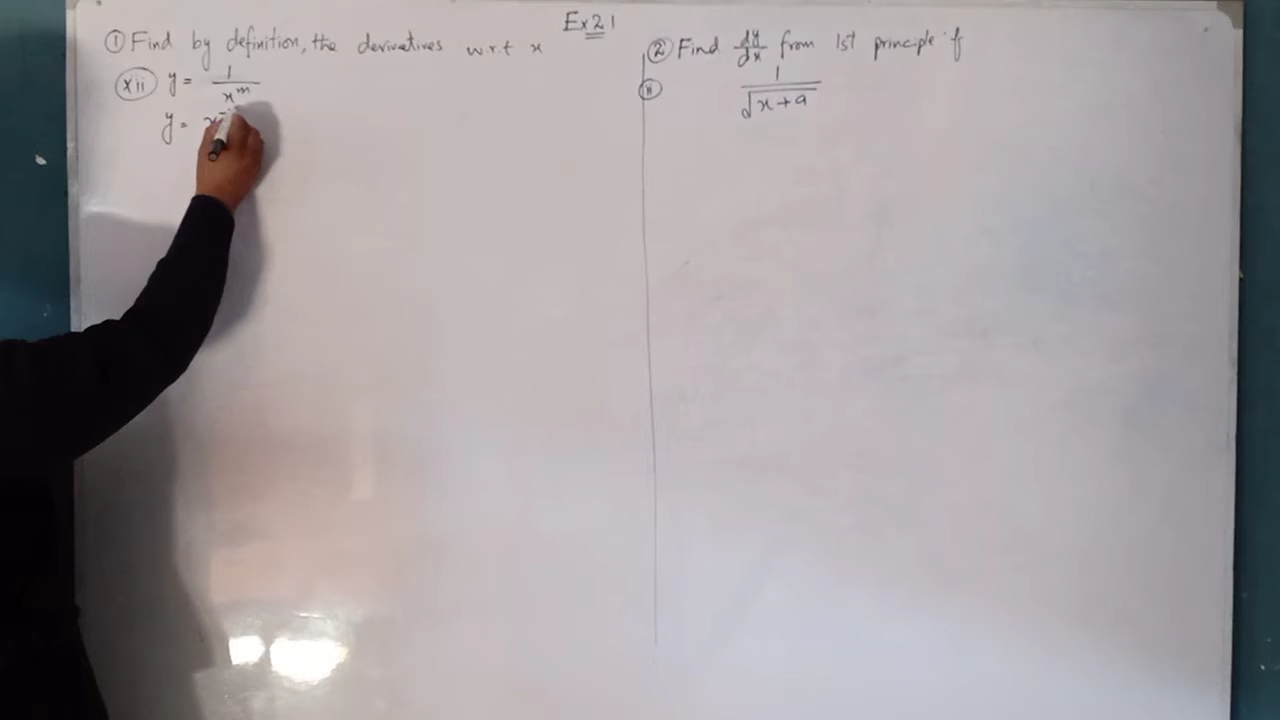 Ex 2.1
① Find by definition, the derivatives w.r.t x
(xii) y = 1/x^m
y = x
② Find dy/dx from 1st principle if
(ii) 1/√(x+a)